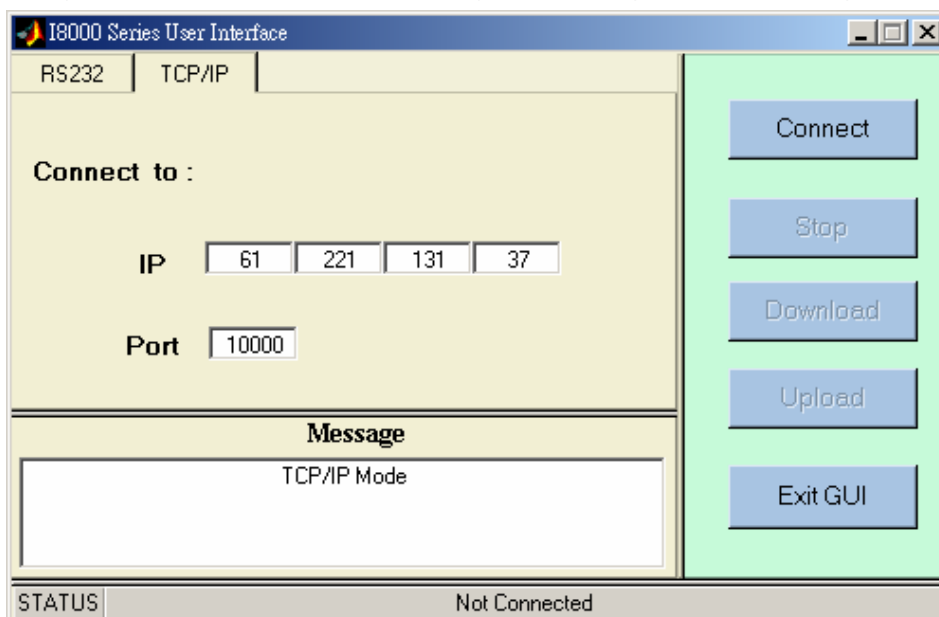 I8000 Series User Interface
RS232 TCP/IP
Connect to :
IP 61 221 131 37
Port 10000
Message
TCP/IP Mode
Connect
Stop
Download
Upload
Exit GUI
STATUS Not Connected